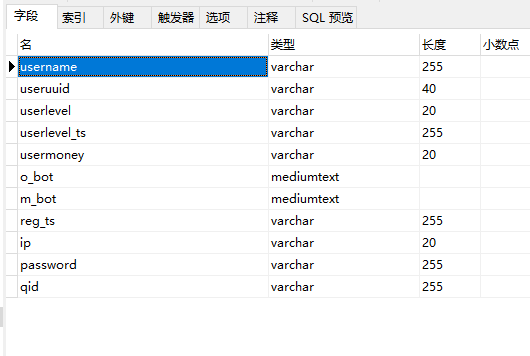 字段 索引 外键 触发器 选项 注释 SQL 预览
名 类型 长度 小数点
username varchar 255
useruuid varchar 40
userlevel varchar 20
userlevel_ts varchar 255
usermoney varchar 20
o_bot mediumtext
m_bot mediumtext
reg_ts varchar 255
ip varchar 20
password varchar 255
qid varchar 255